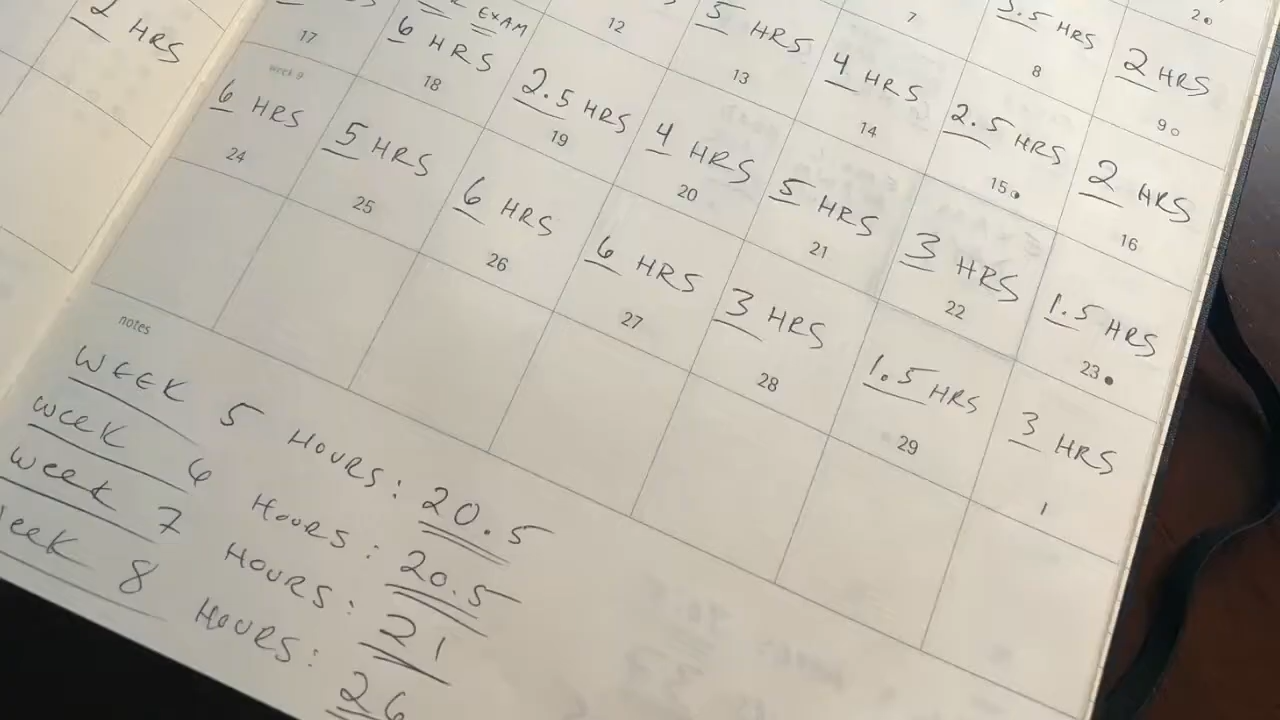 2 HRS
EXAM
12
5 HRS
7
3.5 HRS
2
17
6 HRS
18
2.5 HRS
19
13
4 HRS
14
8
2 HRS
9
week 9
6 HRS
24
5 HRS
25
6 HRS
26
4 HRS
20
5 HRS
21
2.5 HRS
15
2 HRS
16
6 HRS
27
3 HRS
28
3 HRS
22
1.5 HRS
23
1.5 HRS
29
3 HRS
1
notes
WEEK 5 HOURS: 20.5
week 6 HOURS: 20.5
week 7 HOURS: 21
week 8 HOURS: 26